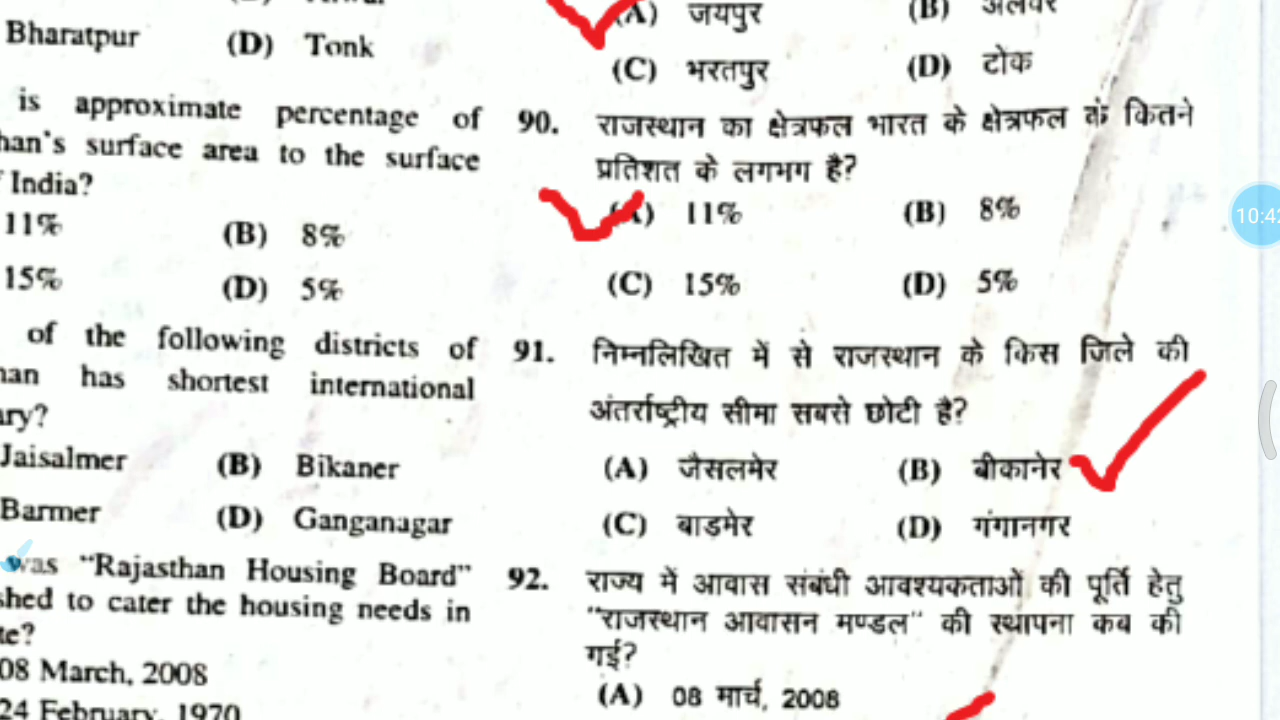 Bharatpur (D) Tonk
is approximate percentage of
han's surface area to the surface
India?
11% (B) 8%
15% (D) 5%
of the following districts of
has shortest international
ary?
Jaisalmer (B) Bikaner
Barmer (D) Ganganagar
was "Rajasthan Housing Board"
shed to cater the housing needs in
te?
08 March, 2008
24 February, 1970
(A) जयपुर (B) अलवर
(C) भरतपुर (D) टोंक
90. राजस्थान का क्षेत्रफल भारत के क्षेत्रफल के कितने
प्रतिशत के लगभग है?
(A) 11% (B) 8%
(C) 15% (D) 5%
91. निम्नलिखित में से राजस्थान के किस जिले की
अंतर्राष्ट्रीय सीमा सबसे छोटी है?
(A) जैसलमेर (B) बीकानेर
(C) बाडमेर (D) गंगानगर
92. राज्य में आवास संबंधी आवश्यकताओं की पूर्ति हेतु
"राजस्थान आवासन मण्डल" की स्थापना कब की
गई?
(A) 08 मार्च, 2008
10:42